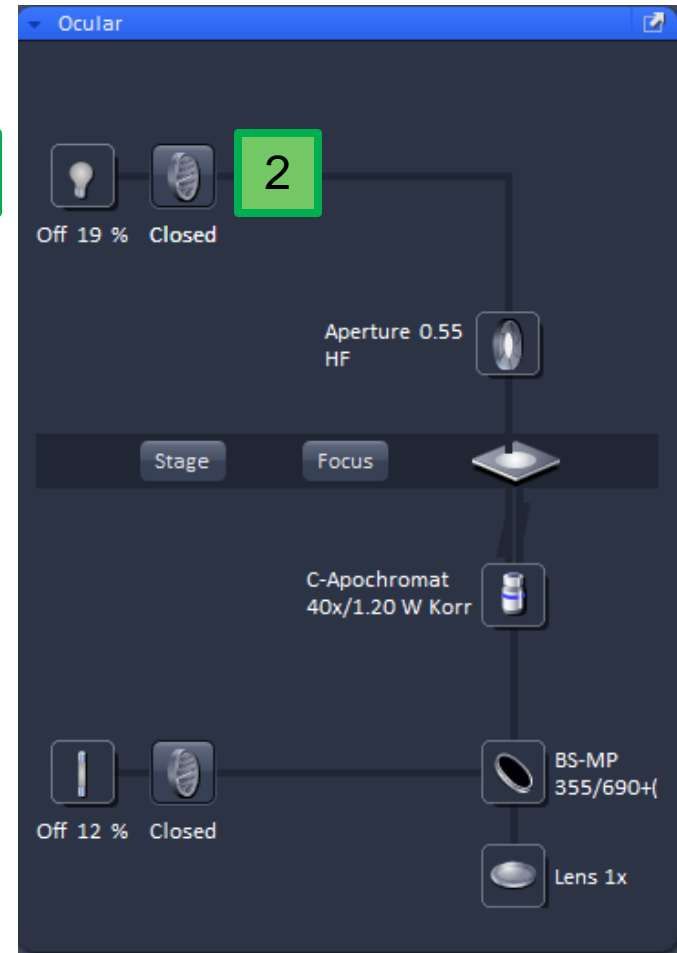 Ocular
2
Off 19 %
Closed
Aperture 0.55
HF
Stage
Focus
C-Apochromat
40x/1.20 W Korr
BS-MP
355/690+(
Off 12 %
Closed
Lens 1x